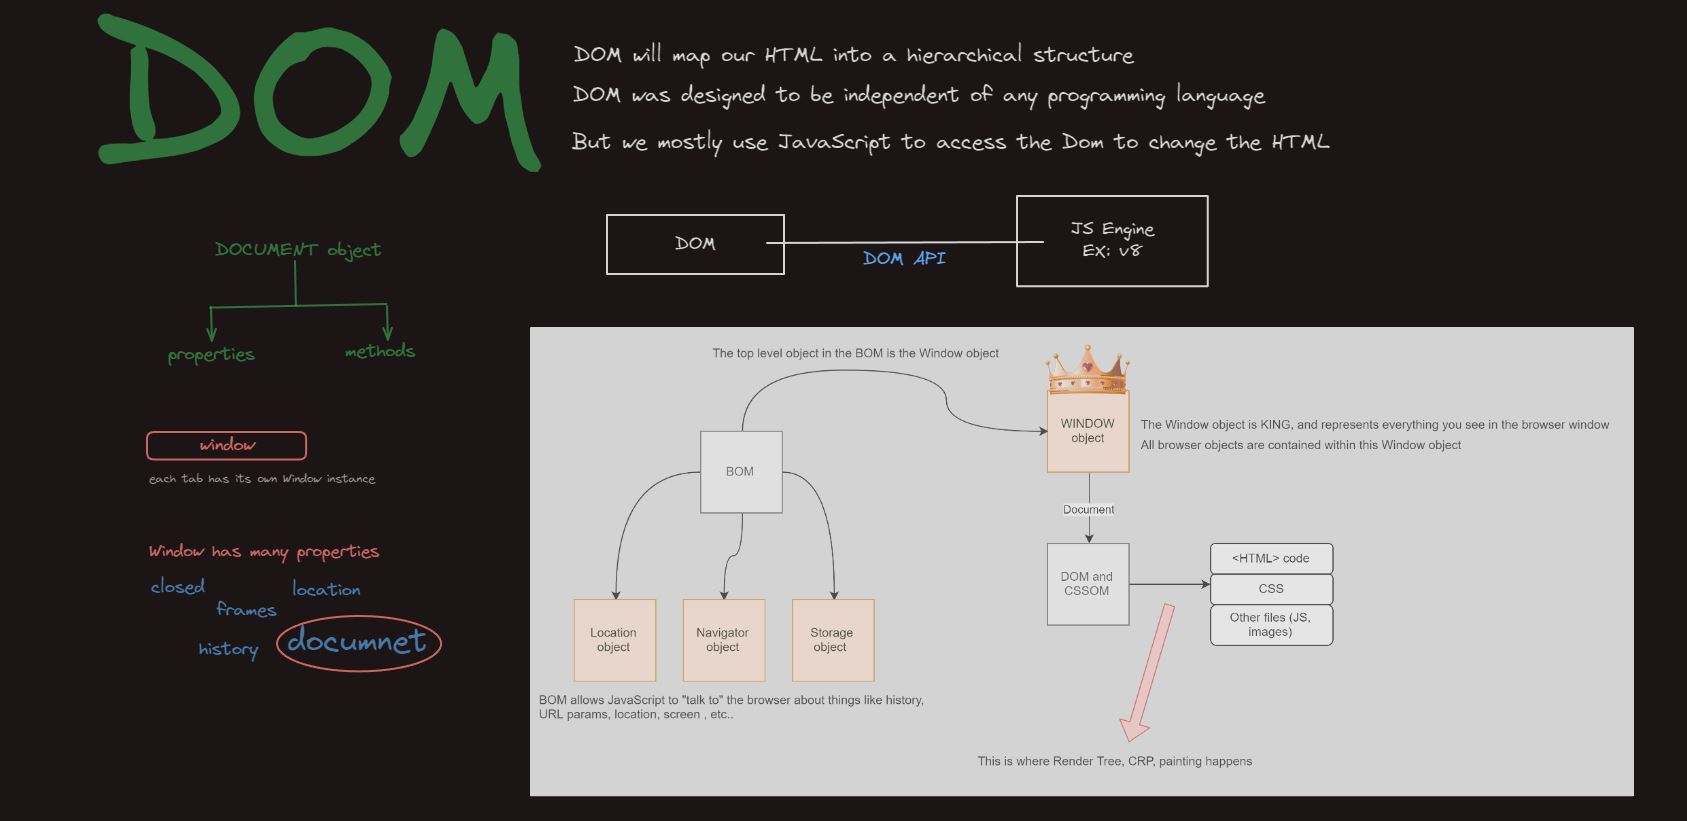 DOM
DOM will map our HTML into a hierarchical structure
DOM was designed to be independent of any programming language
But we mostly use JavaScript to access the Dom to change the HTML
DOM
DOM API
JS Engine
EX: v8
DOCUMENT object
properties
methods
window
each tab has its own Window instance
Window has many properties
closed
location
frames
history
documnet
The top level object in the BOM is the Window object
WINDOW
object
The Window object is KING, and represents everything you see in the browser window
All browser objects are contained within this Window object
BOM
Document
DOM and
CSSOM
<HTML> code
CSS
Other files (JS,
images)
Location
object
Navigator
object
Storage
object
BOM allows JavaScript to "talk to" the browser about things like history,
URL params, location, screen , etc..
This is where Render Tree, CRP, painting happens